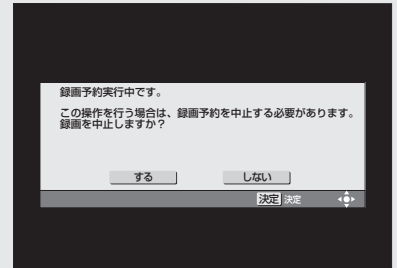 録画予約実行中です。
この操作を行う場合は、録画予約を中止する必要があります。
録画を中止しますか？
する しない
決定 決定